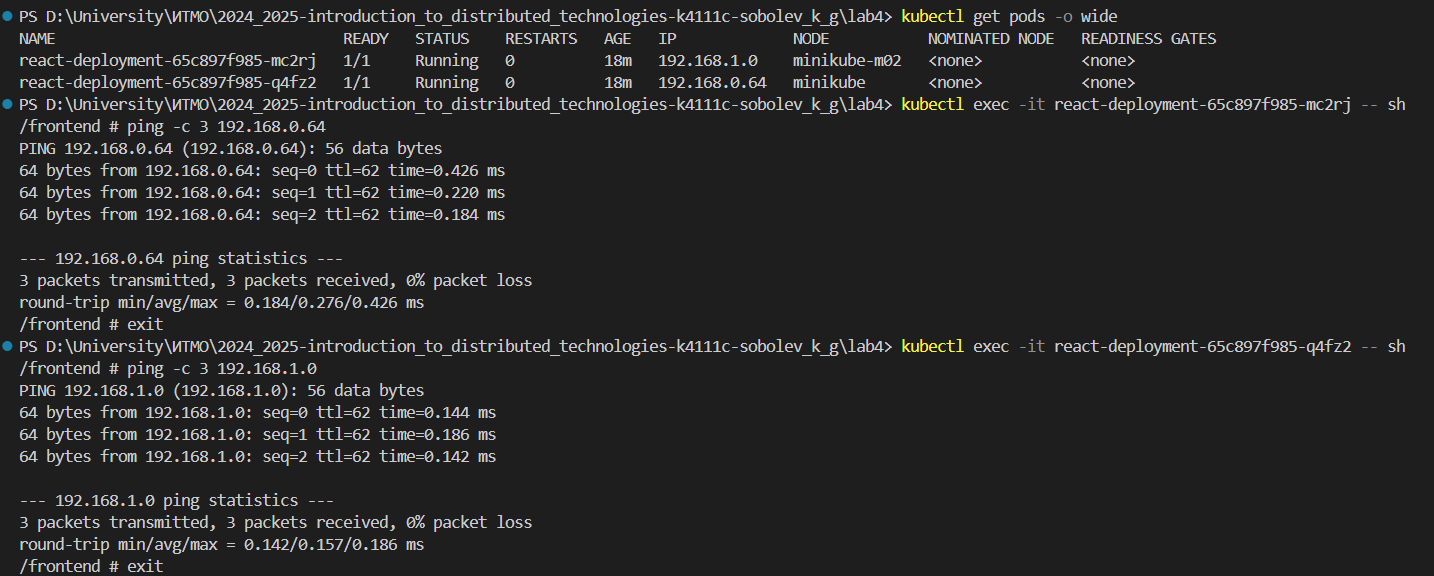 PS D:\University\ИТМО\2024_2025-introduction_to_distributed_technologies-k4111c-sobolev_k_g\lab4> kubectl get pods -o wide
NAME READY STATUS RESTARTS AGE IP NODE NOMINATED NODE READINESS GATES
react-deployment-65c897f985-mc2rj 1/1 Running 0 18m 192.168.1.0 minikube-m02 <none> <none>
react-deployment-65c897f985-q4fz2 1/1 Running 0 18m 192.168.0.64 minikube <none> <none>
PS D:\University\ИТМО\2024_2025-introduction_to_distributed_technologies-k4111c-sobolev_k_g\lab4> kubectl exec -it react-deployment-65c897f985-mc2rj -- sh
/frontend # ping -c 3 192.168.0.64
PING 192.168.0.64 (192.168.0.64): 56 data bytes
64 bytes from 192.168.0.64: seq=0 ttl=62 time=0.426 ms
64 bytes from 192.168.0.64: seq=1 ttl=62 time=0.220 ms
64 bytes from 192.168.0.64: seq=2 ttl=62 time=0.184 ms
--- 192.168.0.64 ping statistics ---
3 packets transmitted, 3 packets received, 0% packet loss
round-trip min/avg/max = 0.184/0.276/0.426 ms
/frontend # exit
PS D:\University\ИТМО\2024_2025-introduction_to_distributed_technologies-k4111c-sobolev_k_g\lab4> kubectl exec -it react-deployment-65c897f985-q4fz2 -- sh
/frontend # ping -c 3 192.168.1.0
PING 192.168.1.0 (192.168.1.0): 56 data bytes
64 bytes from 192.168.1.0: seq=0 ttl=62 time=0.144 ms
64 bytes from 192.168.1.0: seq=1 ttl=62 time=0.186 ms
64 bytes from 192.168.1.0: seq=2 ttl=62 time=0.142 ms
--- 192.168.1.0 ping statistics ---
3 packets transmitted, 3 packets received, 0% packet loss
round-trip min/avg/max = 0.142/0.157/0.186 ms
/frontend # exit